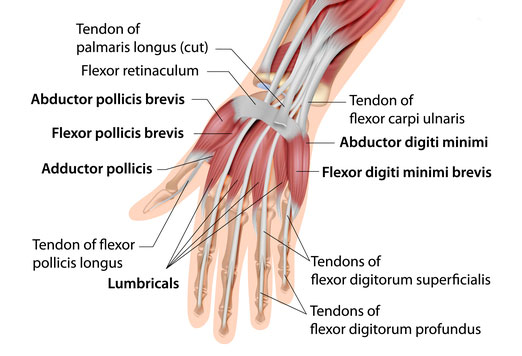 Tendon of
palmaris longus (cut)
Flexor retinaculum
Abductor pollicis brevis
Flexor pollicis brevis
Adductor pollicis
Tendon of flexor
pollicis longus
Lumbricals
Tendon of
flexor carpi ulnaris
Abductor digiti minimi
Flexor digiti minimi brevis
Tendons of
flexor digitorum superficialis
Tendons of
flexor digitorum profundus